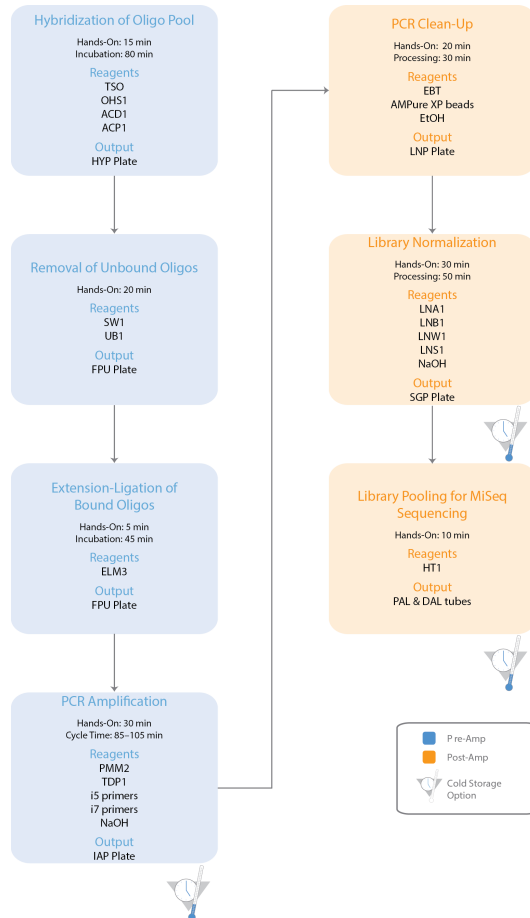 Hybridization of Oligo Pool
Hands-On: 15 min
Incubation: 80 min
Reagents
TSO
OHS1
ACD1
ACP1
Output
HYP Plate
Removal of Unbound Oligos
Hands-On: 20 min
Reagents
SW1
UB1
Output
FPU Plate
Extension-Ligation of
Bound Oligos
Hands-On: 5 min
Incubation: 45 min
Reagents
ELM3
Output
FPU Plate
PCR Amplification
Hands-On: 30 min
Cycle Time: 85–105 min
Reagents
PMM2
TDP1
i5 primers
i7 primers
NaOH
Output
IAP Plate
PCR Clean-Up
Hands-On: 20 min
Processing: 30 min
Reagents
EBT
AMPure XP beads
EtOH
Output
LNP Plate
Library Normalization
Hands-On: 30 min
Processing: 50 min
Reagents
LNA1
LNB1
LNW1
LNS1
NaOH
Output
SGP Plate
Library Pooling for MiSeq
Sequencing
Hands-On: 10 min
Reagents
HT1
Output
PAL & DAL tubes
Pre-Amp
Post-Amp
Cold Storage
Option